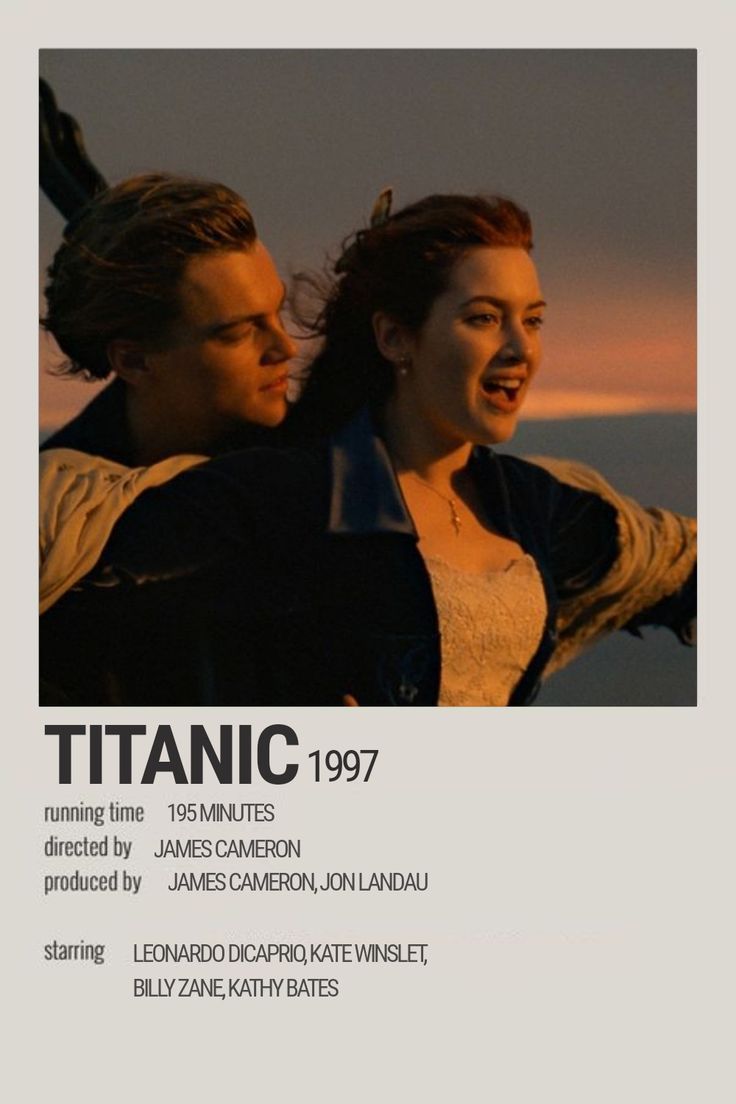 TITANIC 1997
running time 195 MINUTES
directed by JAMES CAMERON
produced by JAMES CAMERON, JON LANDAU
starring LEONARDO DICAPRIO, KATE WINSLET,
BILLY ZANE, KATHY BATES